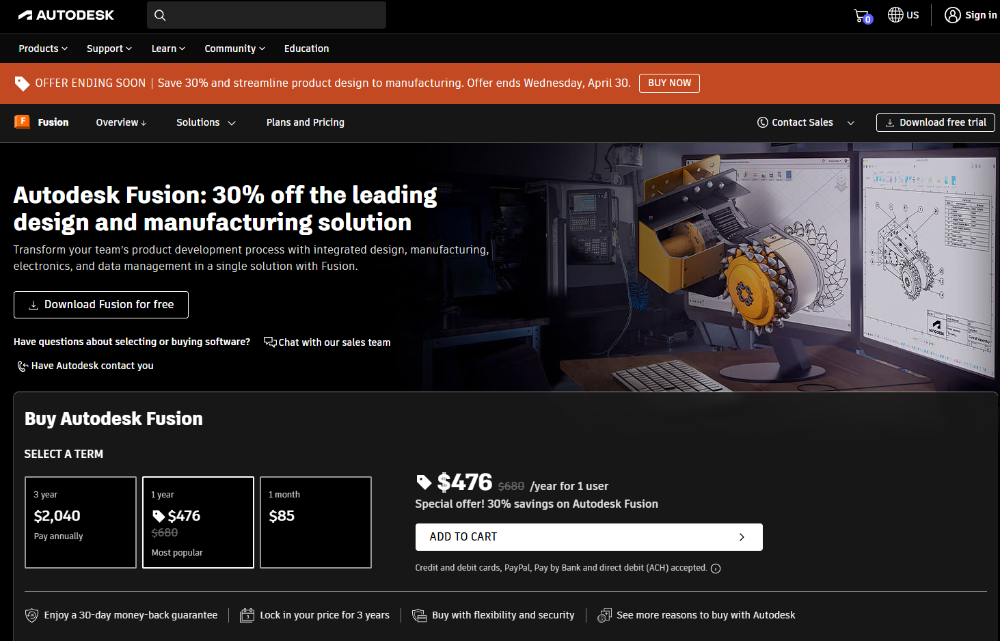 AUTODESK
0
US
Sign in
Products
Support
Learn
Community
Education
OFFER ENDING SOON | Save 30% and streamline product design to manufacturing. Offer ends Wednesday, April 30.
BUY NOW
F
Fusion
Overview
Solutions
Plans and Pricing
Contact Sales
Download free trial
Autodesk Fusion: 30% off the leading
design and manufacturing solution
Transform your team’s product development process with integrated design, manufacturing,
electronics, and data management in a single solution with Fusion.
Download Fusion for free
Have questions about selecting or buying software?
Chat with our sales team
Have Autodesk contact you
AUTODESK
Overall Assembly
Buy Autodesk Fusion
SELECT A TERM
3 year
$2,040
Pay annually
1 year
$476
$680
Most popular
1 month
$85
$476 $680 /year for 1 user
Special offer! 30% savings on Autodesk Fusion
ADD TO CART
Credit and debit cards, PayPal, Pay by Bank and direct debit (ACH) accepted.
Enjoy a 30-day money-back guarantee
Lock in your price for 3 years
Buy with flexibility and security
See more reasons to buy with Autodesk